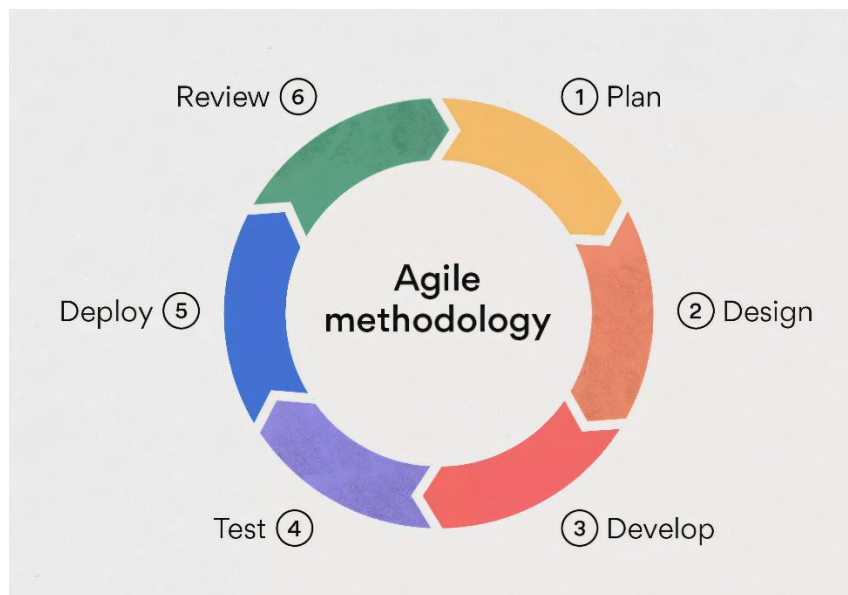 Agile
methodology
1 Plan
2 Design
3 Develop
Test 4
Deploy 5
Review 6